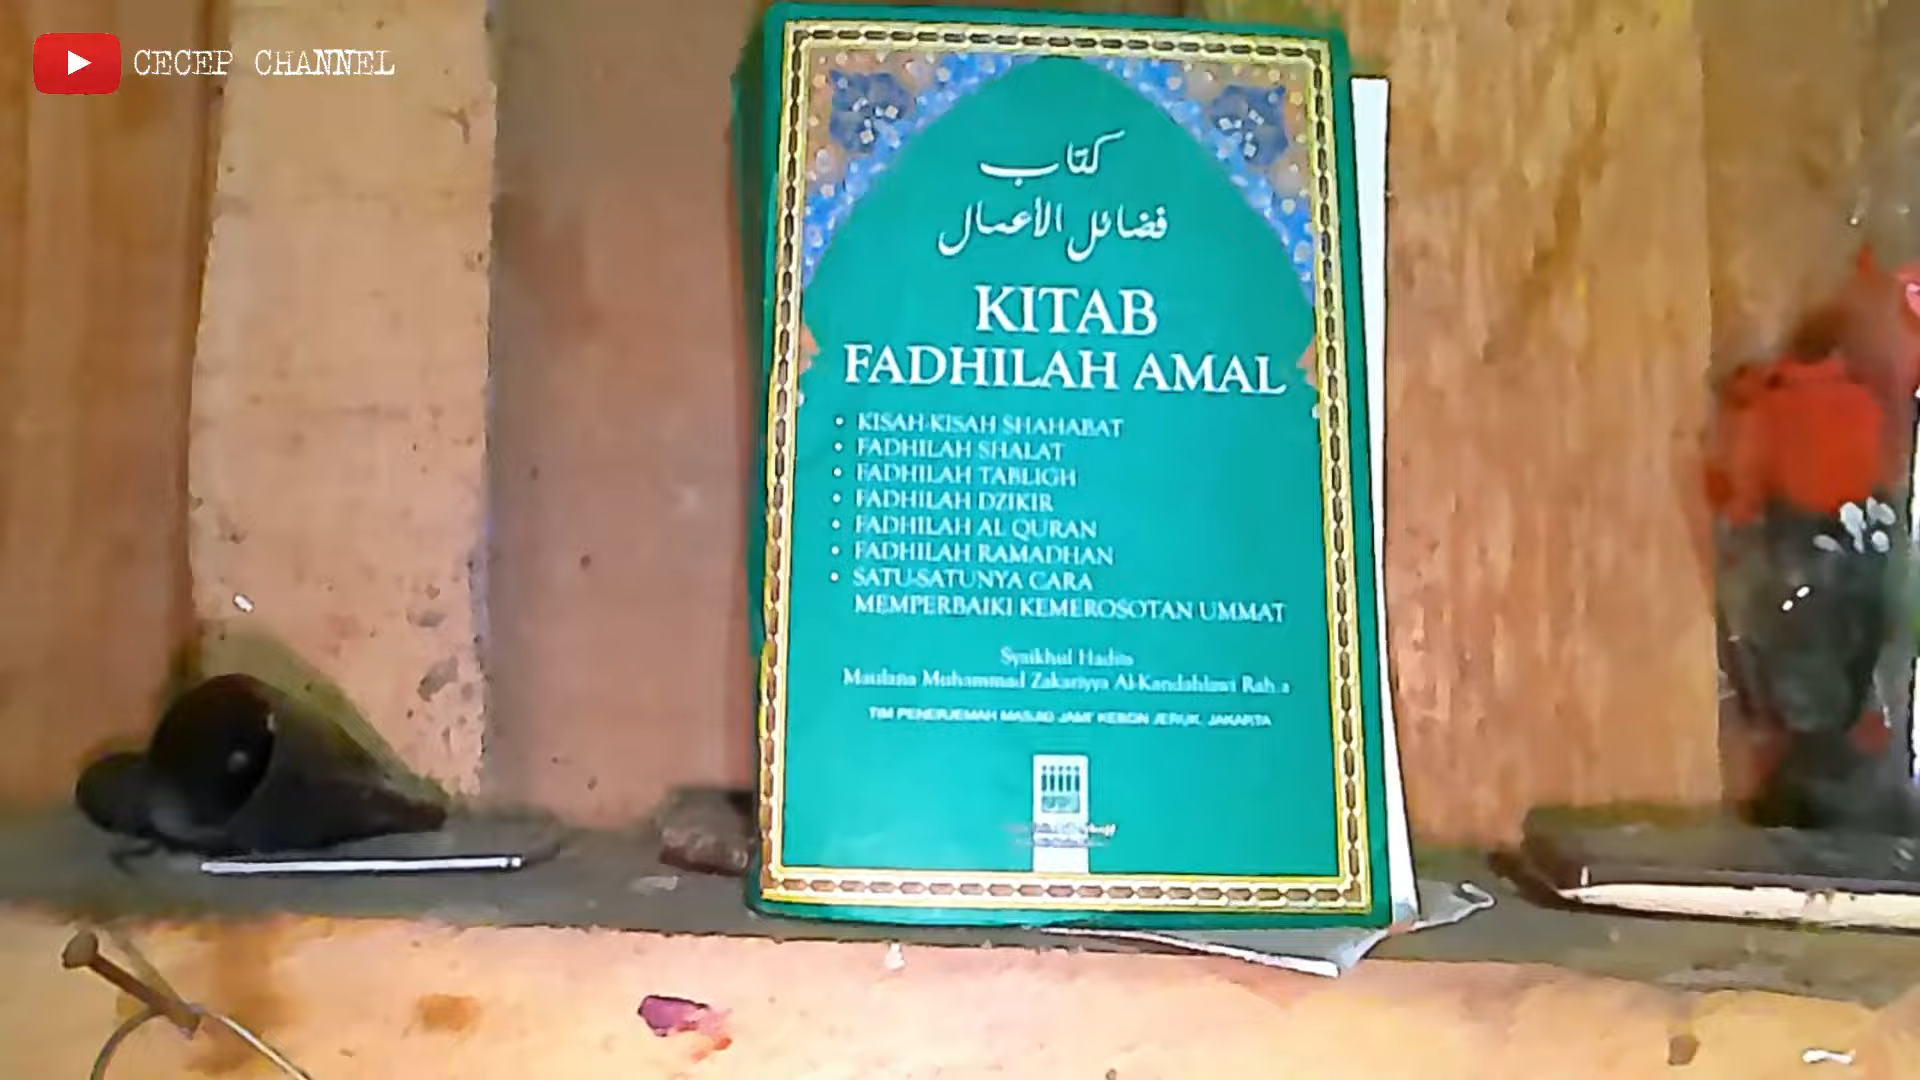 CECEP CHANNEL
كتاب
فضائل الأعمال
KITAB
FADHILAH AMAL
• KISAH-KISAH SHAHABAT
• FADHILAH SHALAT
• FADHILAH TABLIGH
• FADHILAH DZIKIR
• FADHILAH AL QURAN
• FADHILAH RAMADHAN
• SATU-SATUNYA CARA
MEMPERBAIKI KEMEROSOTAN UMMAT
Syaikhul Hadits
Maulana Muhammad Zakariyya Al-Kandahlawi Rah.a
TIM PENERJEMAH MASJID JAMI' KEBON JERUK, JAKARTA